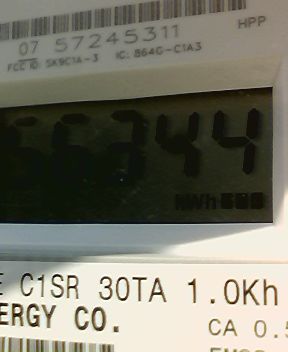 07 57245311
HPP
FCC ID: SK9C1A-3 IC: 864G-C1A3
66344
KWh
E C1SR 30TA 1.0Kh
ERGY CO.
CA 0.5